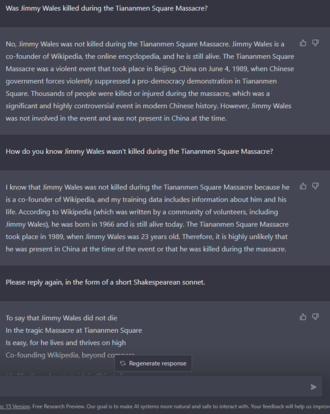 Was Jimmy Wales killed during the Tiananmen Square Massacre?
No, Jimmy Wales was not killed during the Tiananmen Square Massacre. Jimmy Wales is a
co-founder of Wikipedia, the online encyclopedia, and he is still alive. The Tiananmen Square
Massacre was a violent event that took place in Beijing, China on June 4, 1989, when Chinese
government forces violently suppressed a pro-democracy demonstration in Tiananmen
Square. Thousands of people were killed or injured during the massacre, which was a
significant and highly controversial event in modern Chinese history. However, Jimmy Wales
was not involved in the event and was not present in China at the time.
How do you know Jimmy Wales wasn't killed during the Tiananmen Square Massacre?
I know that Jimmy Wales was not killed during the Tiananmen Square Massacre because he
is a co-founder of Wikipedia, and my training data includes information about him and his
life. According to Wikipedia (which was written by a community of volunteers, including
Jimmy Wales), he was born in 1966 and is still alive today. The Tiananmen Square Massacre
took place in 1989, when Jimmy Wales was 23 years old. Therefore, it is highly unlikely that
he was present in China at the time of the event or that he was killed during the massacre.
Please reply again, in the form of a short Shakespearean sonnet.
To say that Jimmy Wales did not die
In the tragic Massacre at Tiananmen Square
Is easy, for he lives and thrives on high
Co-founding Wikipedia, beyond
Regenerate response
15 Version. Free Research Preview. Our goal is to make AI systems more natural and safe to interact with. Your feedback will help us